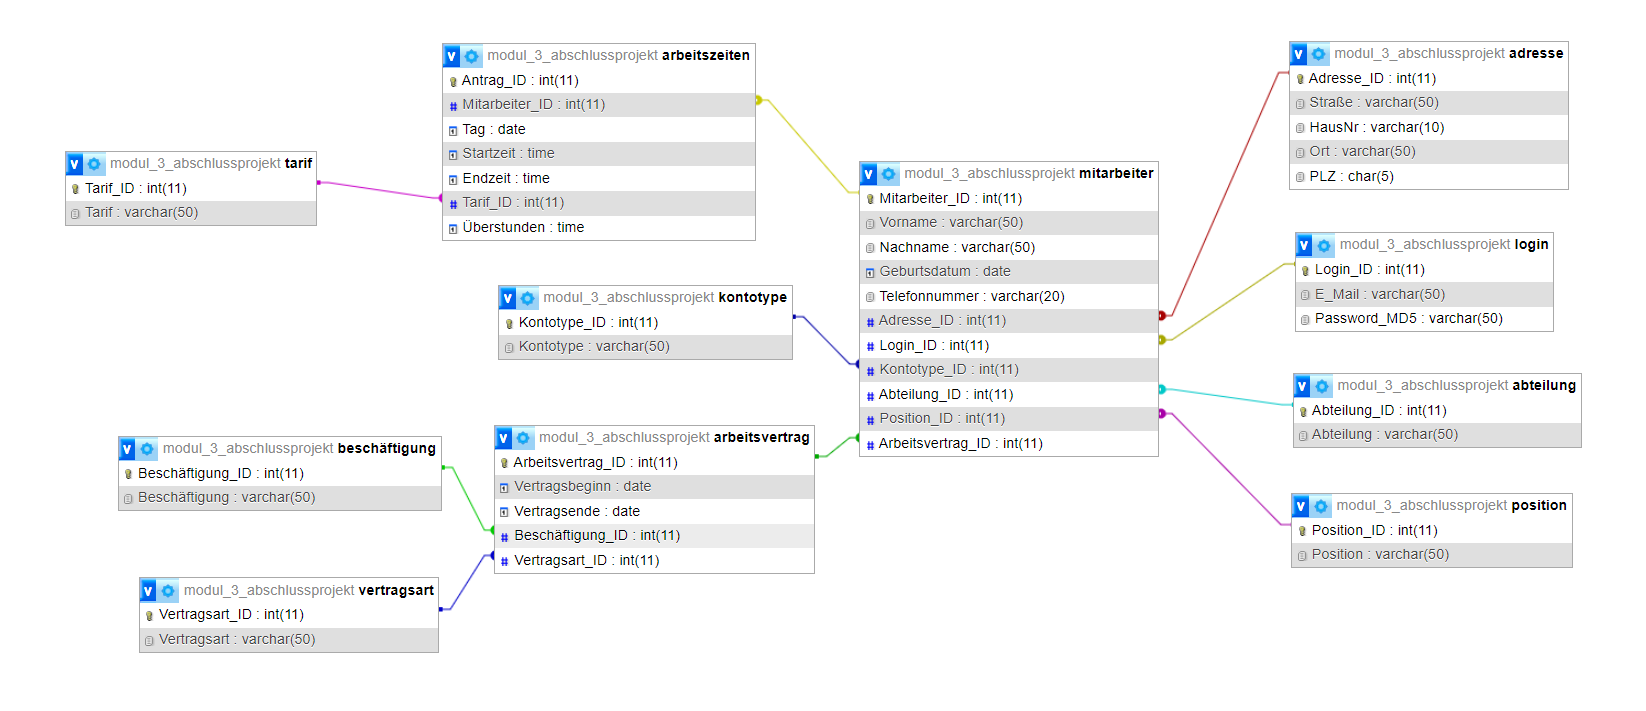 modul_3_abschlussprojekt tarif
Tarif_ID : int(11)
Tarif : varchar(50)
modul_3_abschlussprojekt arbeitszeiten
Antrag_ID : int(11)
Mitarbeiter_ID : int(11)
Tag : date
Startzeit : time
Endzeit : time
Tarif_ID : int(11)
Überstunden : time
modul_3_abschlussprojekt kontotype
Kontotype_ID : int(11)
Kontotype : varchar(50)
modul_3_abschlussprojekt beschäftigung
Beschäftigung_ID : int(11)
Beschäftigung : varchar(50)
modul_3_abschlussprojekt vertragsart
Vertragsart_ID : int(11)
Vertragsart : varchar(50)
modul_3_abschlussprojekt arbeitsvertrag
Arbeitsvertrag_ID : int(11)
Vertragsbeginn : date
Vertragsende : date
Beschäftigung_ID : int(11)
Vertragsart_ID : int(11)
modul_3_abschlussprojekt mitarbeiter
Mitarbeiter_ID : int(11)
Vorname : varchar(50)
Nachname : varchar(50)
Geburtsdatum : date
Telefonnummer : varchar(20)
Adresse_ID : int(11)
Login_ID : int(11)
Kontotype_ID : int(11)
Abteilung_ID : int(11)
Position_ID : int(11)
Arbeitsvertrag_ID : int(11)
modul_3_abschlussprojekt adresse
Adresse_ID : int(11)
Straße : varchar(50)
HausNr : varchar(10)
Ort : varchar(50)
PLZ : char(5)
modul_3_abschlussprojekt login
Login_ID : int(11)
E_Mail : varchar(50)
Password_MD5 : varchar(50)
modul_3_abschlussprojekt abteilung
Abteilung_ID : int(11)
Abteilung : varchar(50)
modul_3_abschlussprojekt position
Position_ID : int(11)
Position : varchar(50)